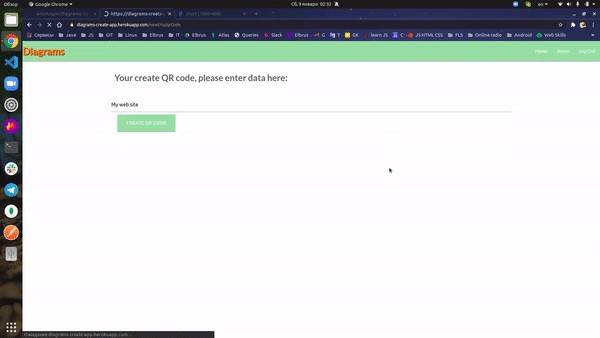 Обзор Google Chrome Сб, 9 января 02:32
https://diagrams-create-
diagrams-create-app.herokuapp.com/
Сервисы Java JS GIT Linux Elbrus IT Elbrus Atlas Queries Slack Elbrus G GK learn JS JS HTML CSS FLS Online radio Android Web Skills
Diagrams Home About Log Out
Your create QR code, please enter data here:
My web site
CREATE QR CODE
Ожидание diagrams-create-app.herokuapp.com...